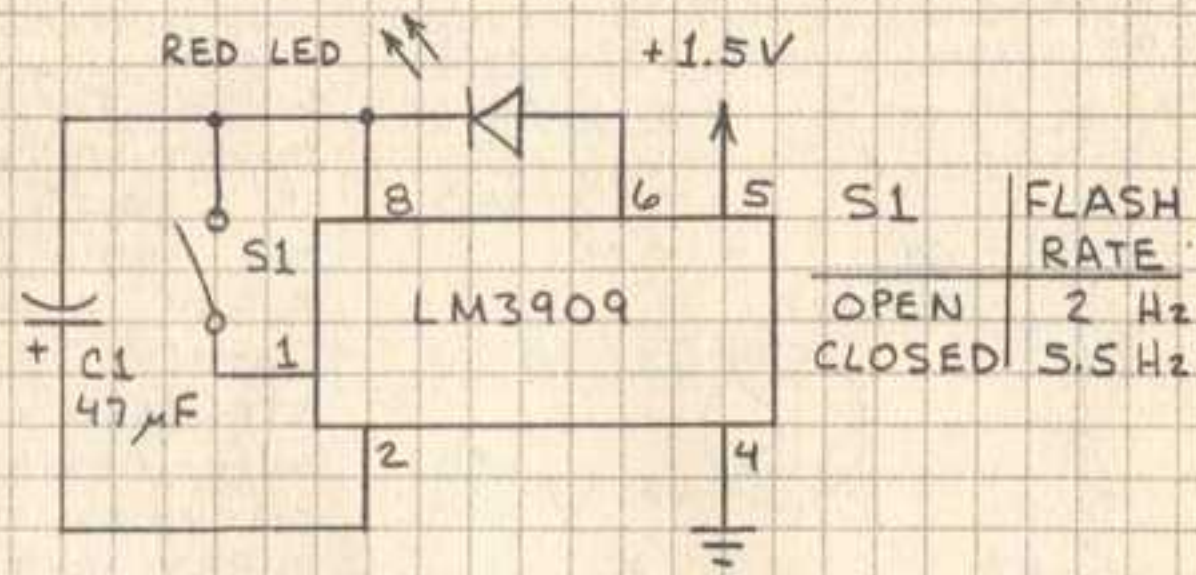 RED LED
+1.5V
8
6
5
S1
LM3909
1
+
C1
47µF
2
4
S1 FLASH
RATE
OPEN 2 Hz
CLOSED 5.5 Hz